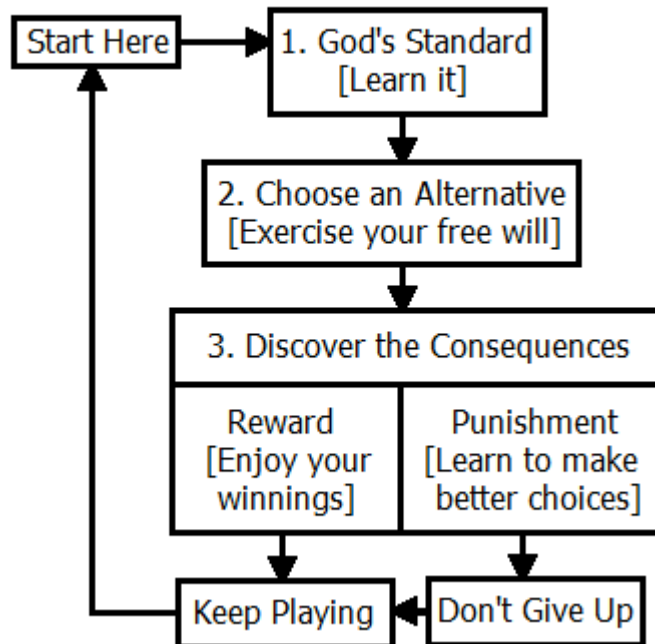 Start Here
1. God's Standard
[Learn it]
2. Choose an Alternative
[Exercise your free will]
3. Discover the Consequences
Reward
[Enjoy your
winnings]
Punishment
[Learn to make
better choices]
Keep Playing
Don't Give Up